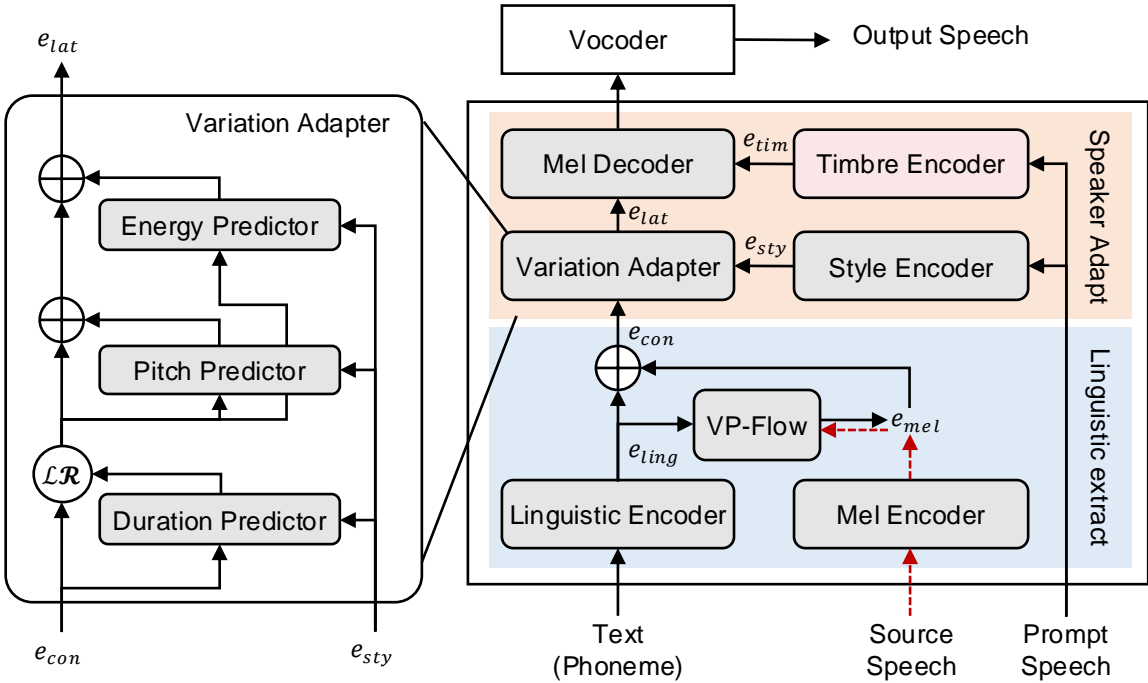 e_lat
Variation Adapter
Energy Predictor
Pitch Predictor
ℒℛ
Duration Predictor
e_con
e_sty
Vocoder
Output Speech
Mel Decoder
e_tim
Timbre Encoder
e_lat
Variation Adapter
e_sty
Style Encoder
Speaker Adapt
e_con
VP-Flow
e_mel
e_ling
Linguistic Encoder
Mel Encoder
Linguistic extract
Text
(Phoneme)
Source
Speech
Prompt
Speech